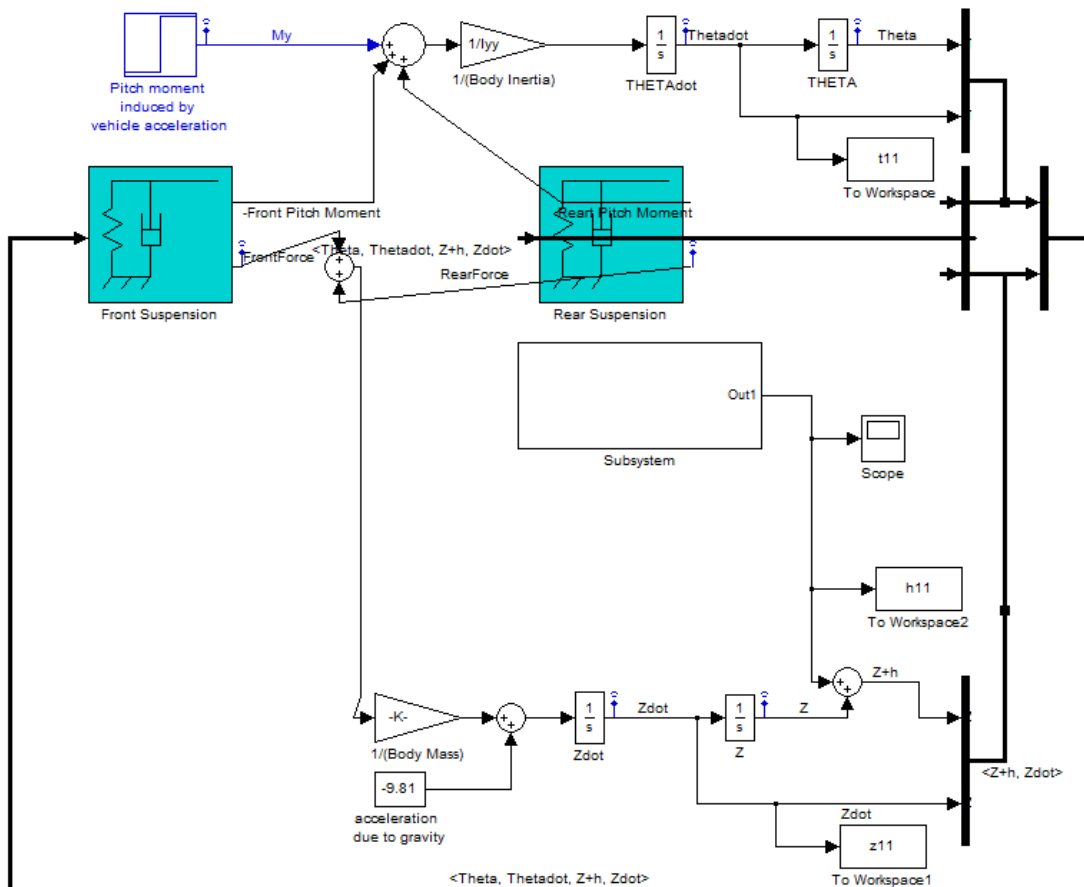 My
+
+
+
1/Iyy
1/(Body Inertia)
1
s
THETAdot
Thetadot
1
s
THETA
Theta
Pitch moment
induced by
vehicle acceleration
t11
To Workspace
-Front Pitch Moment
-Rear Pitch Moment
FrontForce
<Theta, Thetadot, Z+h, Zdot>
+
+
RearForce
Front Suspension
Rear Suspension
Out1
Subsystem
Scope
h11
To Workspace2
-K-
1/(Body Mass)
+
+
1
s
Zdot
Zdot
1
s
Z
Z
+
+
Z+h
-9.81
acceleration
due to gravity
Zdot
<Z+h, Zdot>
z11
To Workspace1
<Theta, Thetadot, Z+h, Zdot>